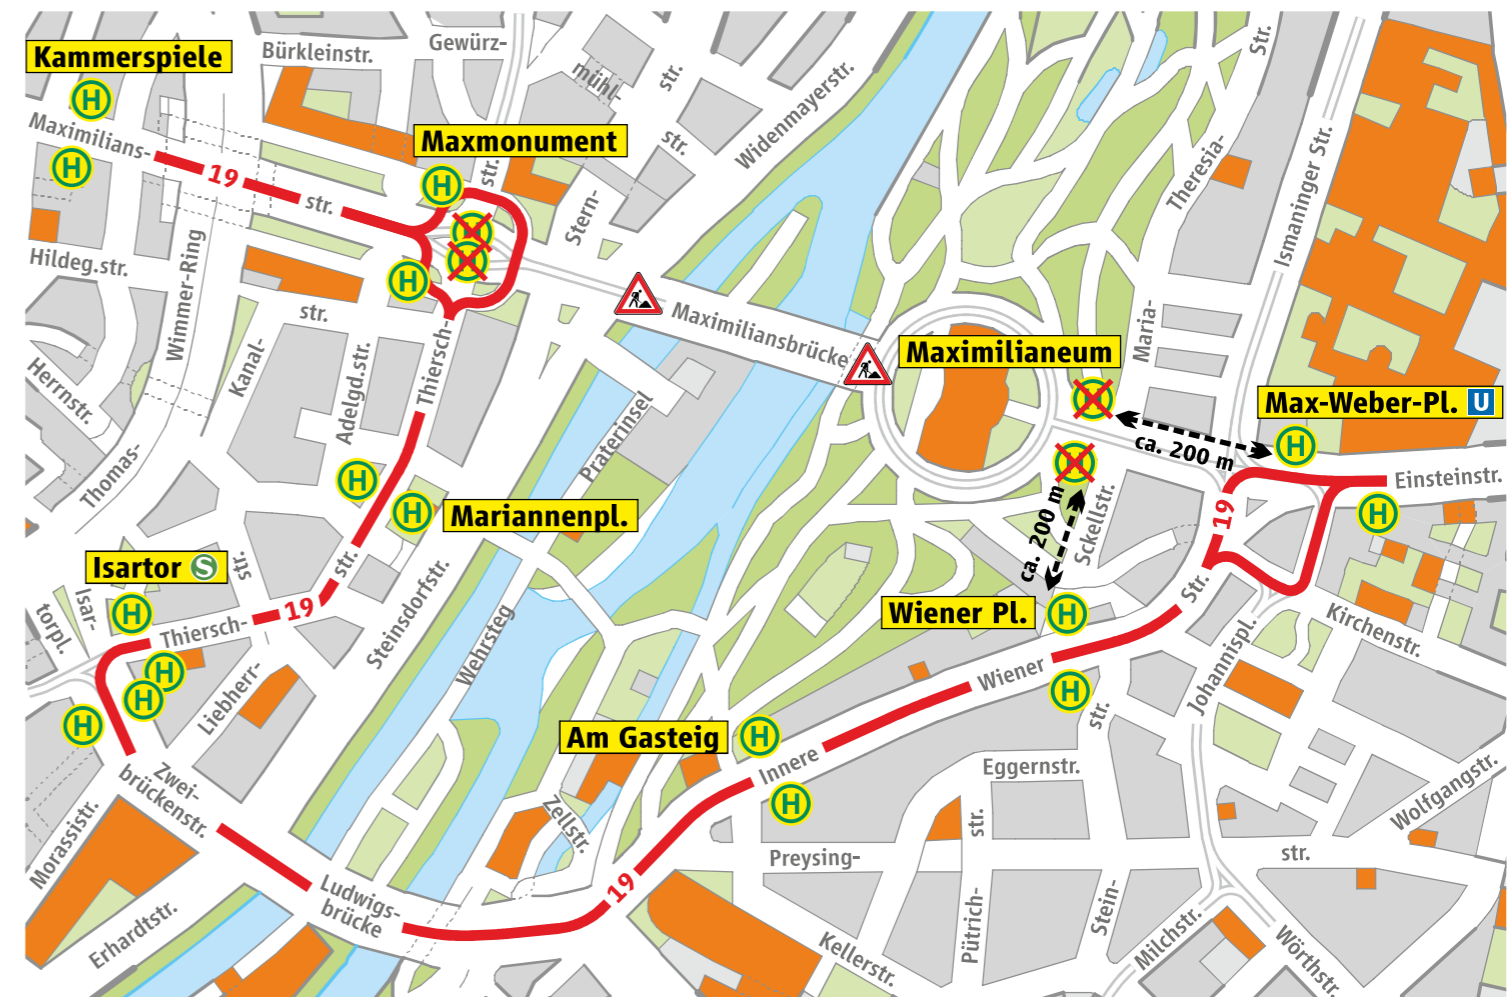 Kammerspiele
H
H
Bürkleinstr.
Gewürz-
mühl-
str.
str.
Widenmayerstr.
Maximilians-
19
str.
Maxmonument
H
str.
H
H
H
Stern-
Hildeg.str.
Wimmer-Ring
Thomas-
Kanal-
str.
Herrnstr.
Adelgd.str.
Thiersch-
str.
Maximiliansbrücke
Praterinsel
Maximilianeum
H
H
Theresia-
Str.
Maria-
Ismaninger Str.
Max-Weber-Pl. U
H
ca. 200 m
ca. 200 m
Sckellstr.
19
Einsteinstr.
H
H
H
Mariannenpl.
Isartor S
H
str.
Isar-
torpl.
Thiersch-
19
H
H
H
Liebherr-
Steinsdorfstr.
Wehrsteg
Wiener Pl.
H
H
Wiener
Str.
Kirchenstr.
Johannispl.
str.
Am Gasteig
H
H
Innere
Zellstr.
Zwei-
brückenstr.
Morassistr.
Erhardtstr.
Ludwigs-
brücke
19
Eggernstr.
Preysing-
str.
str.
Wolfgangstr.
Kellerstr.
Pütrich-
Stein-
Milchstr.
Wörthstr.